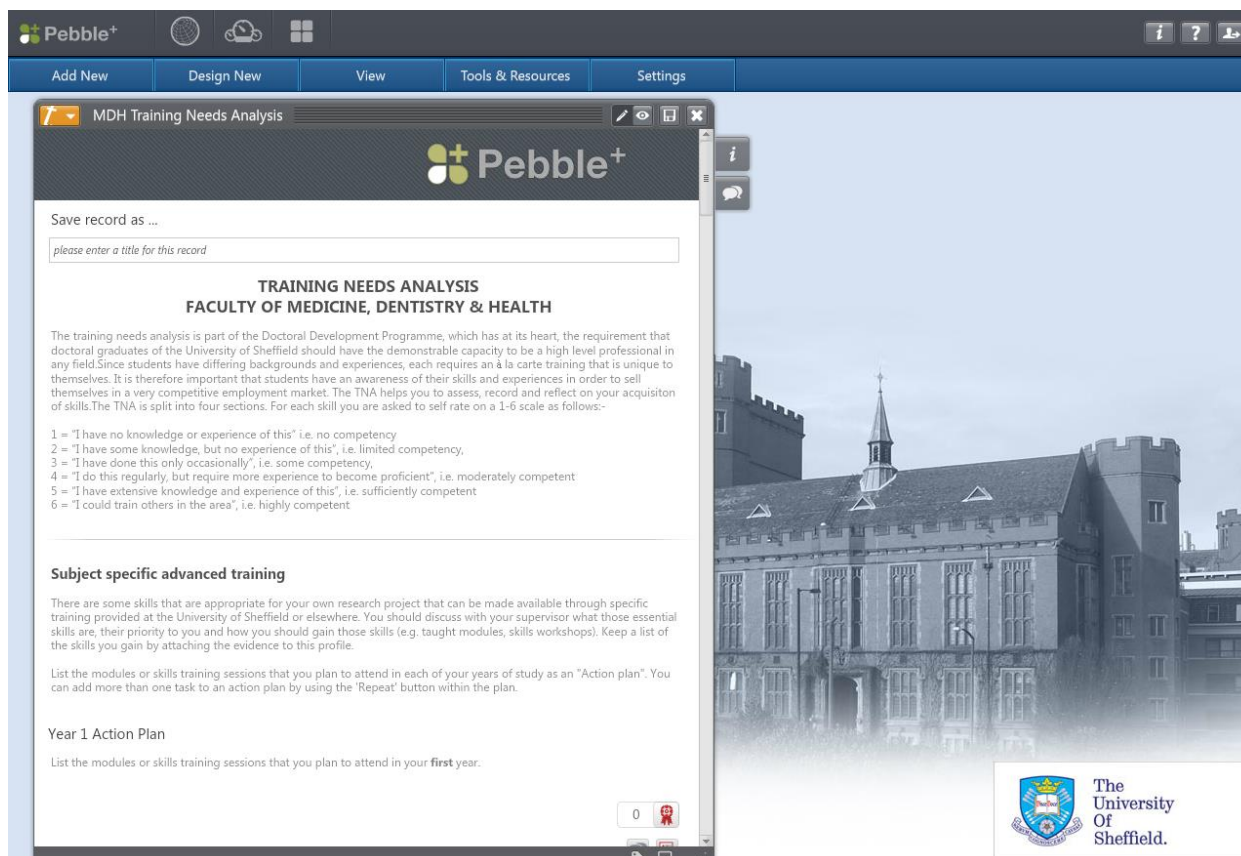 Pebble+
Add New
Design New
View
Tools & Resources
Settings
MDH Training Needs Analysis
Pebble+
Save record as ...
please enter a title for this record
TRAINING NEEDS ANALYSIS
FACULTY OF MEDICINE, DENTISTRY & HEALTH
The training needs analysis is part of the Doctoral Development Programme, which has at its heart, the requirement that
doctoral graduates of the University of Sheffield should have the demonstrable capacity to be a high level professional in
any field.Since students have differing backgrounds and experiences, each requires an à la carte training that is unique to
themselves. It is therefore important that students have an awareness of their skills and experiences in order to sell
themselves in a very competitive employment market. The TNA helps you to assess, record and reflect on your acquisiton
of skills.The TNA is split into four sections. For each skill you are asked to self rate on a 1-6 scale as follows:-
1 = "I have no knowledge or experience of this" i.e. no competency
2 = "I have some knowledge, but no experience of this", i.e. limited competency,
3 = "I have done this only occasionally", i.e. some competency,
4 = "I do this regularly, but require more experience to become proficient", i.e. moderately competent
5 = "I have extensive knowledge and experience of this", i.e. sufficiently competent
6 = "I could train others in the area", i.e. highly competent
Subject specific advanced training
There are some skills that are appropriate for your own research project that can be made available through specific
training provided at the University of Sheffield or elsewhere. You should discuss with your supervisor what those essential
skills are, their priority to you and how you should gain those skills (e.g. taught modules, skills workshops). Keep a list of
the skills you gain by attaching the evidence to this profile.
List the modules or skills training sessions that you plan to attend in each of your years of study as an "Action plan". You
can add more than one task to an action plan by using the 'Repeat' button
within the plan.
Year 1 Action Plan
List the modules or skills training sessions that you plan to attend in your first year.
0
The
University
Of
Sheffield.